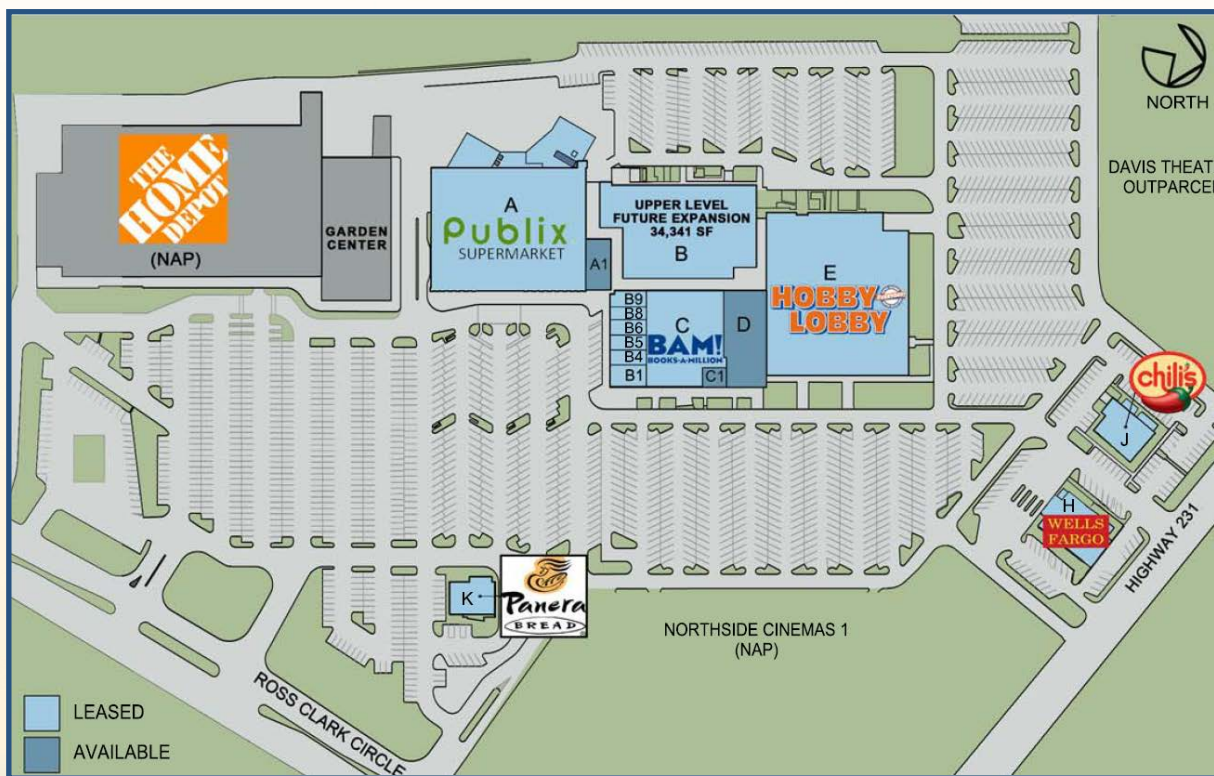 NORTH
DAVIS THEAT
OUTPARCEL
THE
HOME
DEPOT
(NAP)
GARDEN
CENTER
A
Publix
SUPERMARKET
A1
UPPER LEVEL
FUTURE EXPANSION
34,341 SF
B
E
HOBBY
LOBBY
B9
B8
B6
B5
B4
B1
C
BAM!
BOOKS-A-MILLION
C1
D
chili's
J
H
WELLS
FARGO
HIGHWAY 231
K
Panera
BREAD
NORTHSIDE CINEMAS 1
(NAP)
ROSS CLARK CIRCLE
LEASED
AVAILABLE